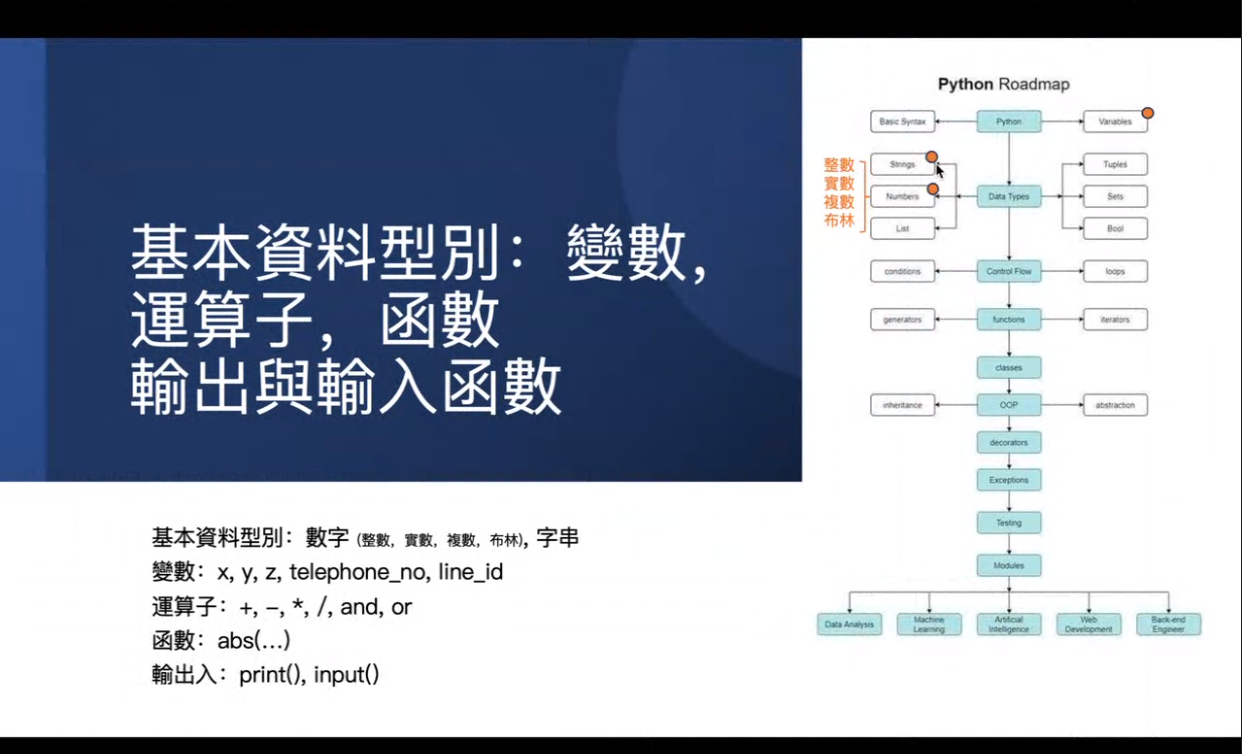 基本資料型別：變數，
運算子，函數
輸出與輸入函數
基本資料型別：數字 (整數，實數，複數，布林), 字串
變數：x, y, z, telephone_no, line_id
運算子：+, –, *, /, and, or
函數：abs(...)
輸出入：print(), input()
Python Roadmap
Basic Syntax
Python
Variables
整數
實數
複數
布林
Strings
Tuples
Numbers
Data Types
Sets
List
Bool
conditions
Control Flow
loops
generators
functions
iterators
classes
inheritance
OOP
abstraction
decorators
Exceptions
Testing
Modules
Data Analysis
Machine
Learning
Artificial
Intelligence
Web
Development
Back-end
Engineer